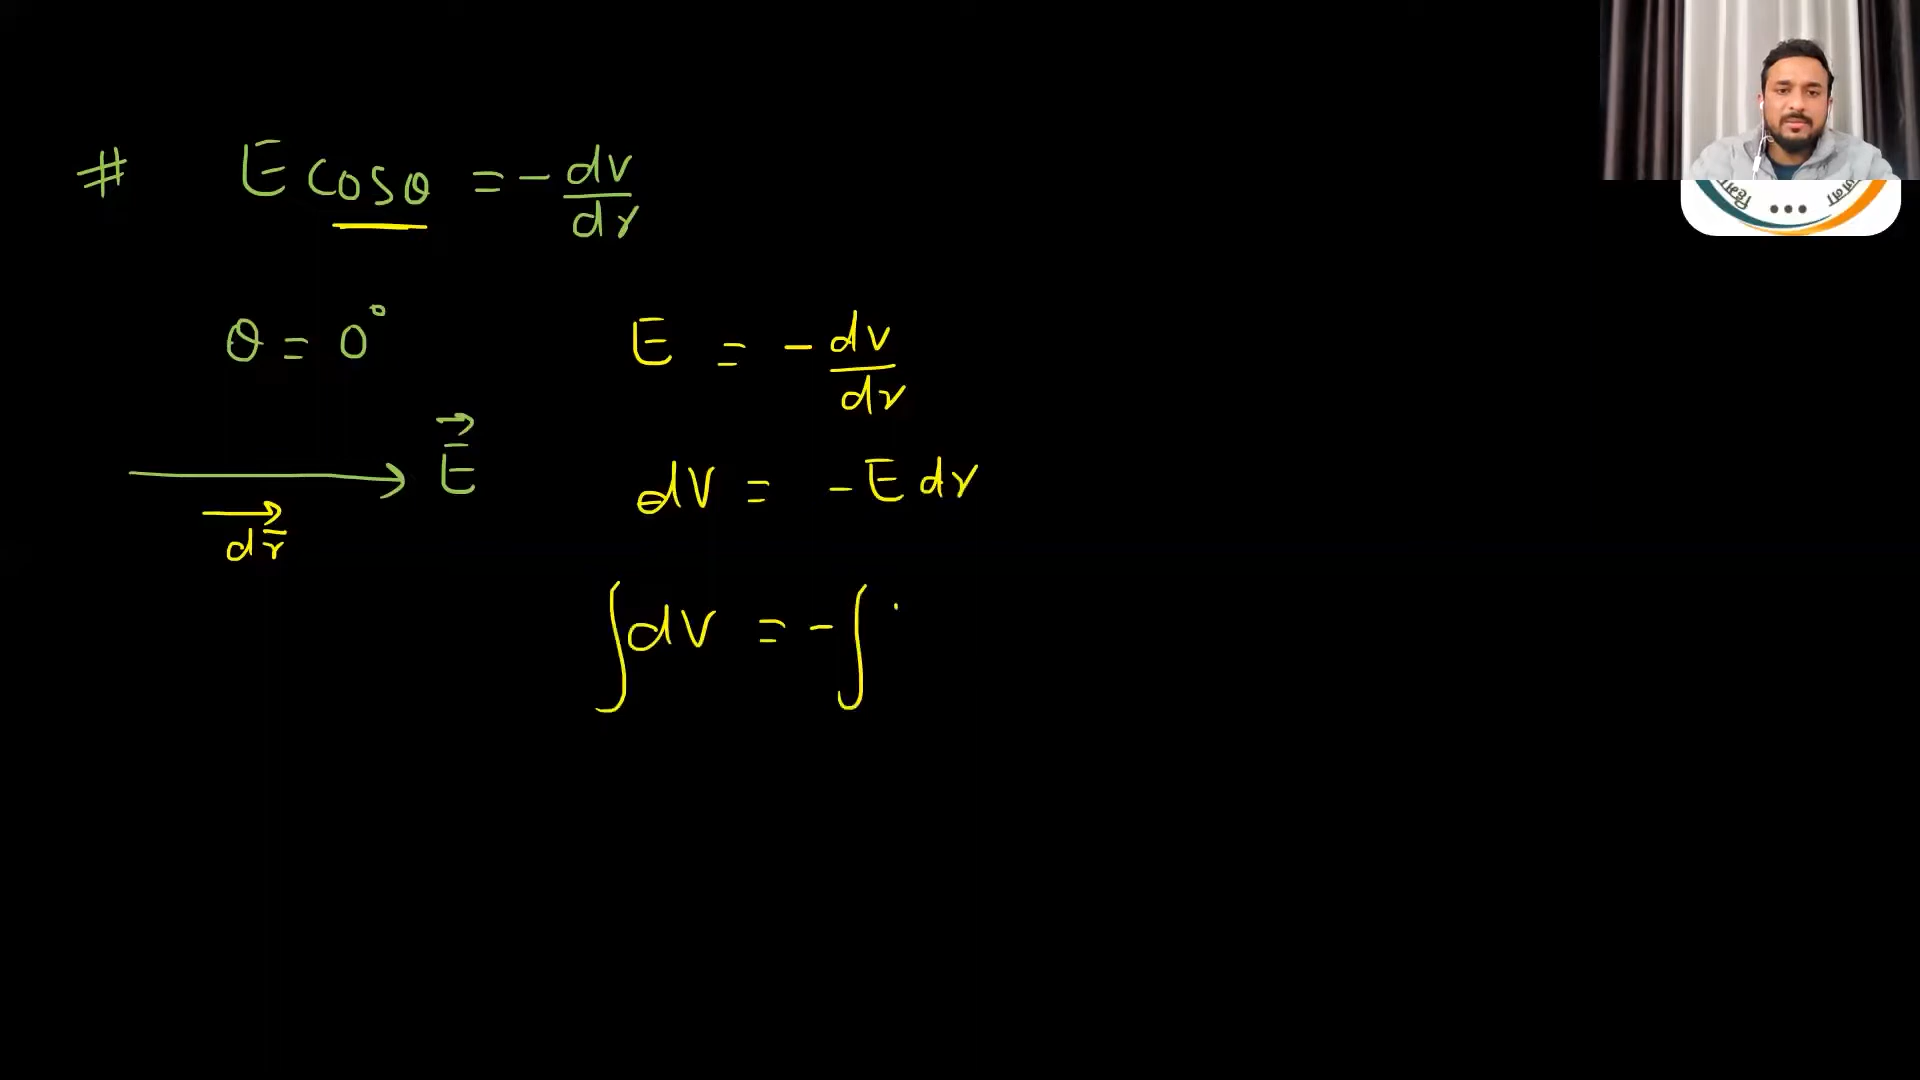 # E cosθ = - dv/dr
θ = 0° E = - dv/dr
E⃗
dr⃗
dV = - E dr
∫dV = -∫